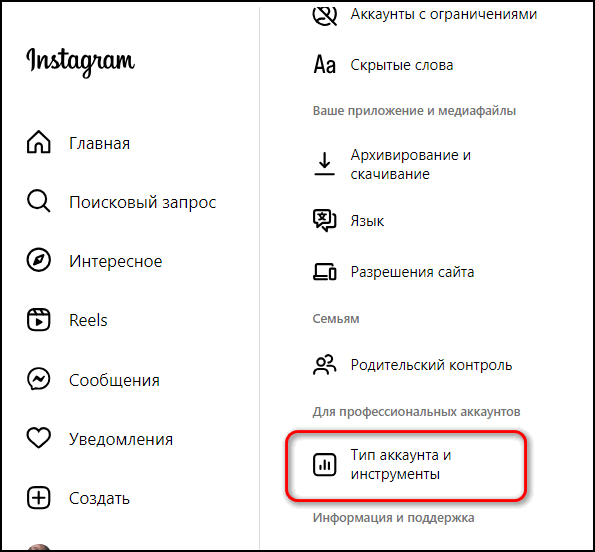 Instagram
Главная
Поисковый запрос
Интересное
Reels
Сообщения
Уведомления
Создать
Аккаунты с ограничениями
Aa Скрытые слова
Ваше приложение и медиафайлы
Архивирование и
скачивание
Язык
Разрешения сайта
Семьям
Родительский контроль
Для профессиональных аккаунтов
Тип аккаунта и
инструменты
Информация и поддержка